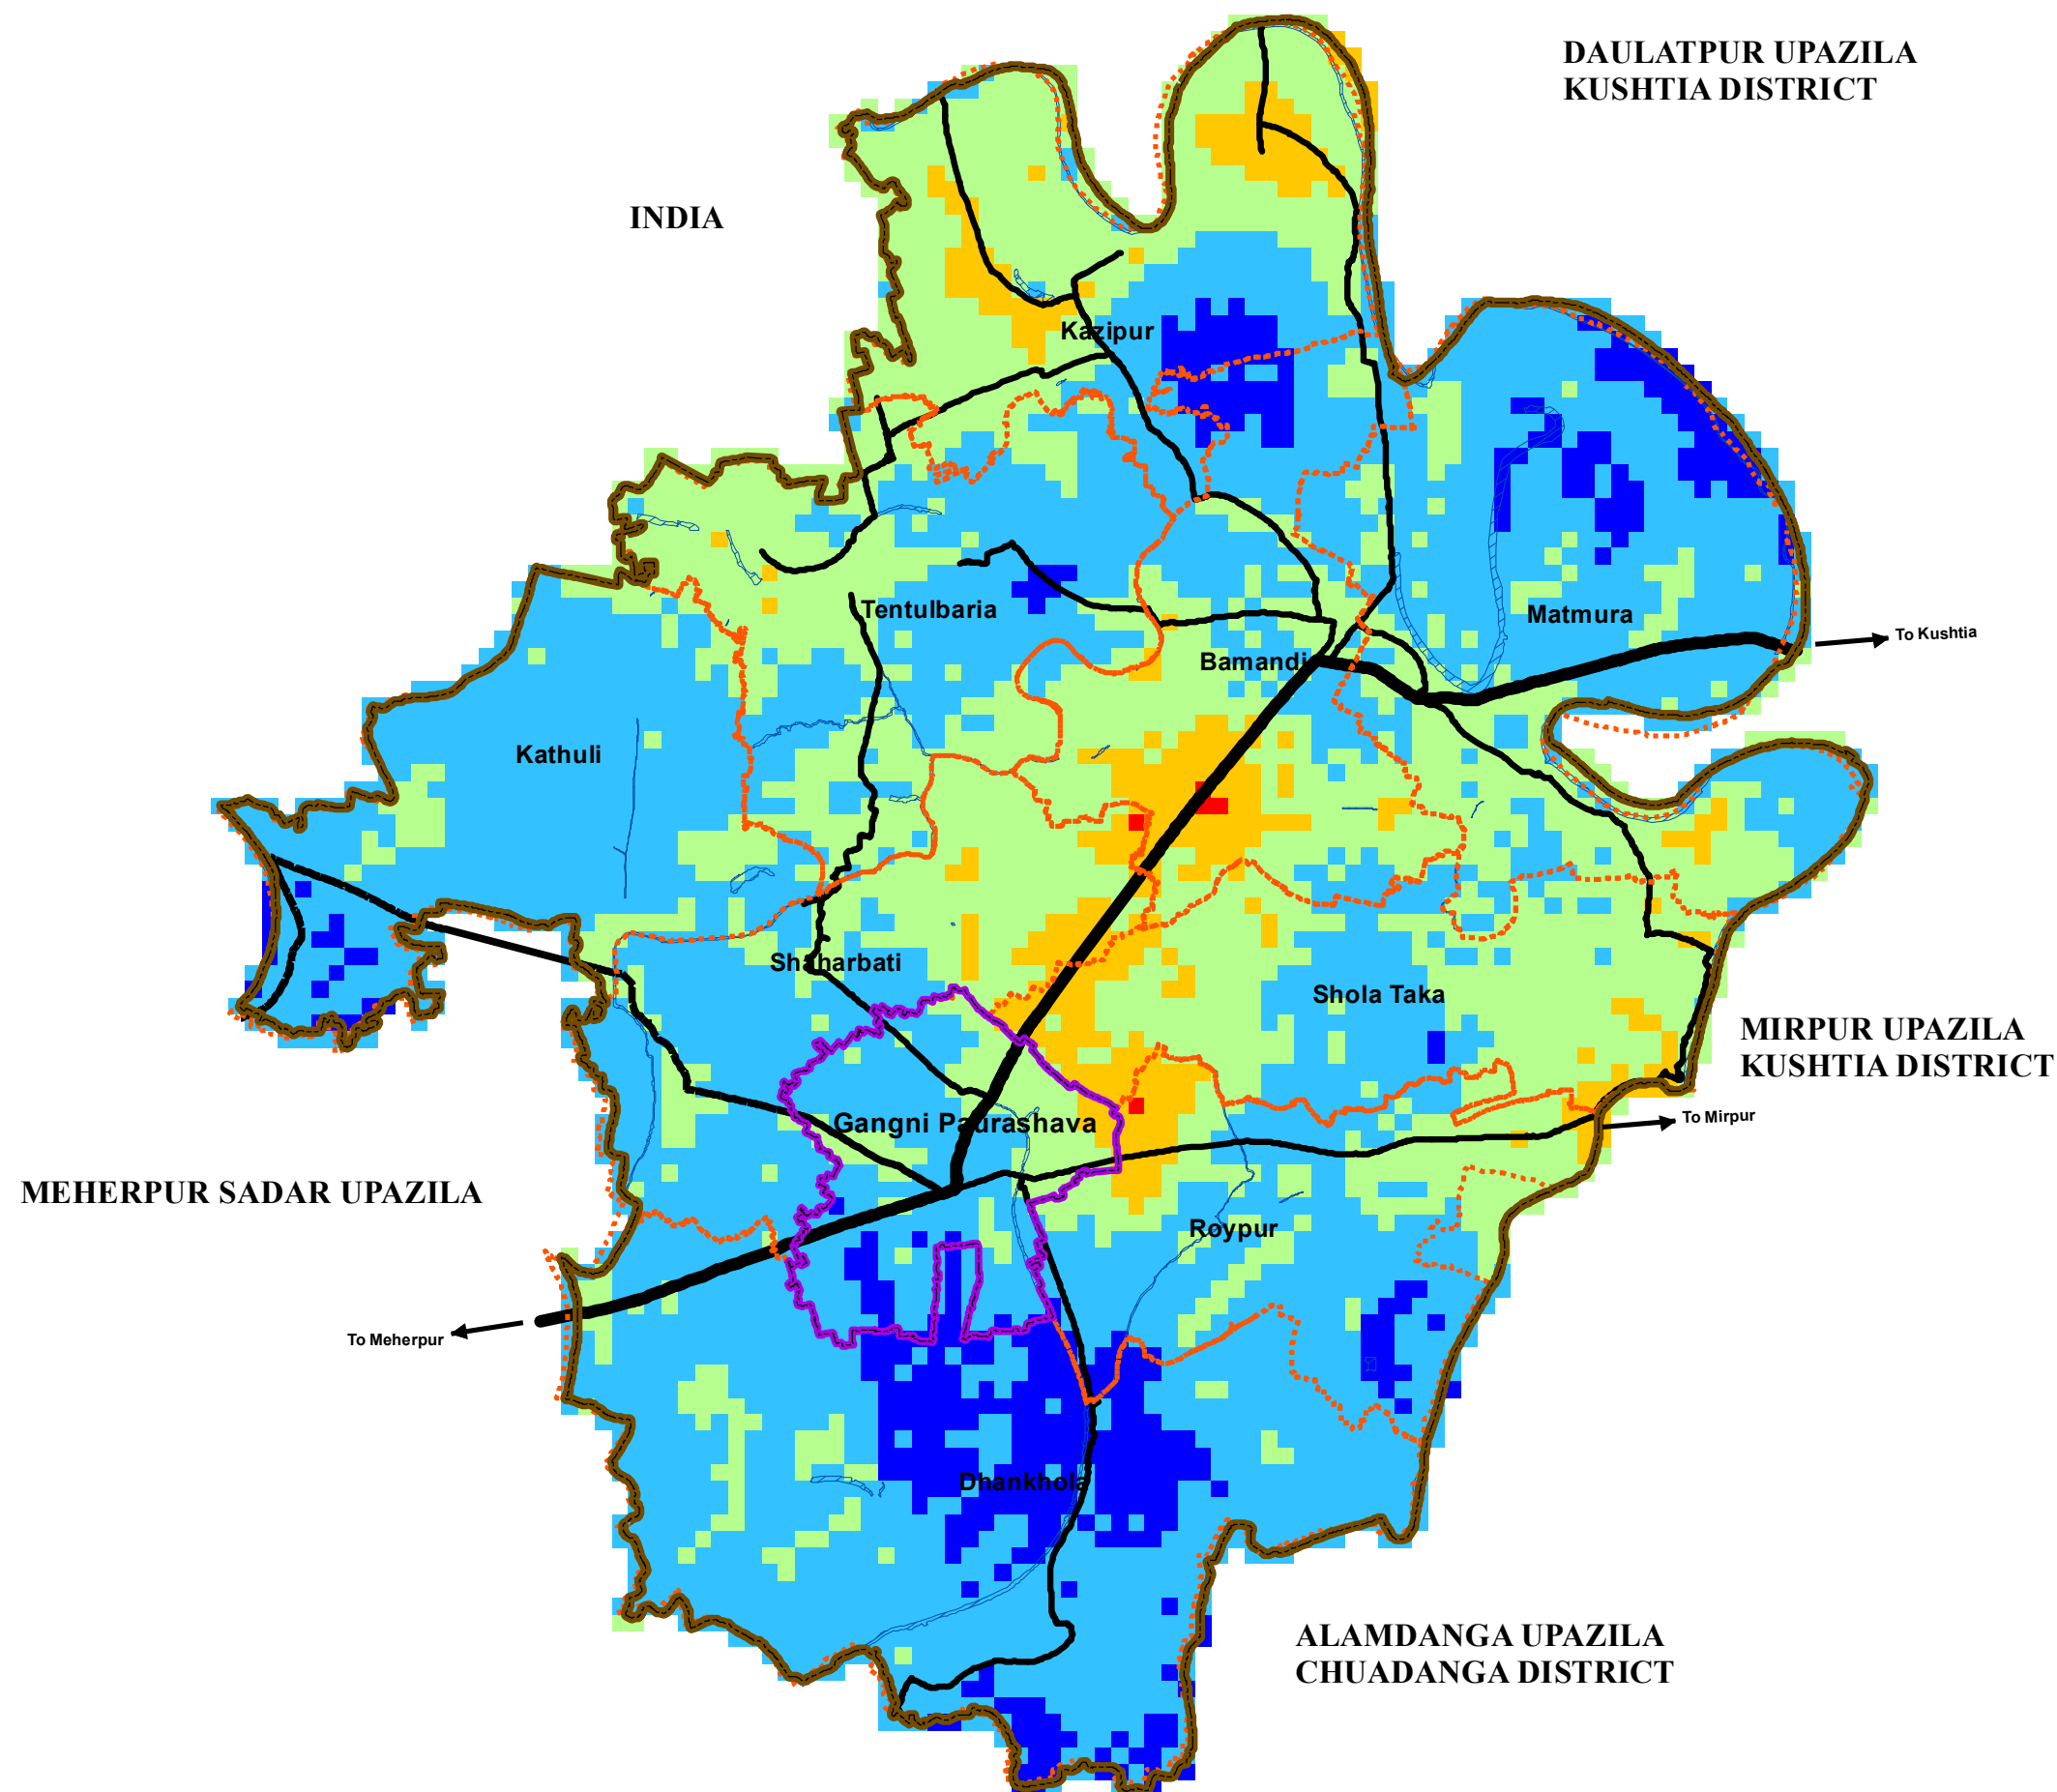 DAULATPUR UPAZILA
KUSHTIA DISTRICT
INDIA
Kazipur
Tentulbaria
Matmura
To Kushtia
Bamandi
Kathuli
Shaharbati
Shola Taka
MIRPUR UPAZILA
KUSHTIA DISTRICT
To Mirpur
Gangni Paurashava
MEHERPUR SADAR UPAZILA
Roypur
To Meherpur
Dhankhola
ALAMDANGA UPAZILA
CHUADANGA DISTRICT